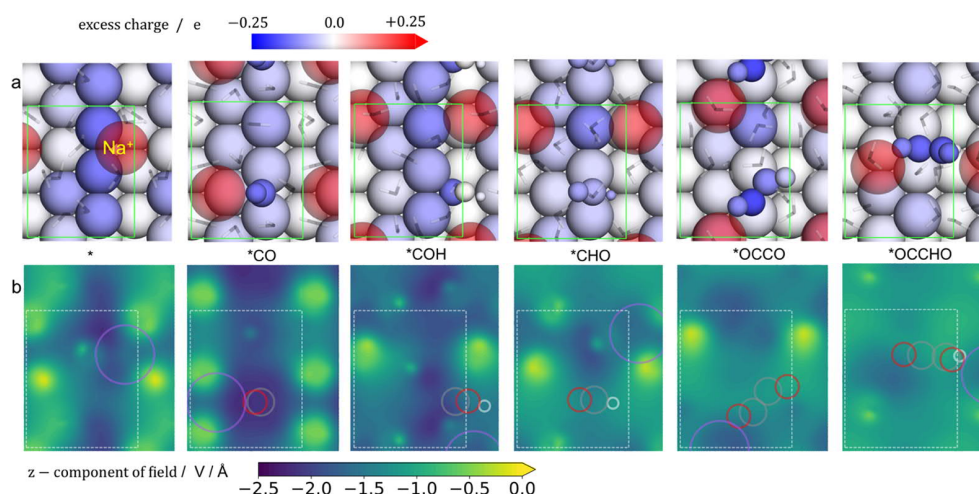 excess charge / e −0.25 0.0 +0.25
a
Na⁺
* *CO *COH *CHO *OCCO *OCCHO
b
z − component of field / V / Å
−2.5 −2.0 −1.5 −1.0 −0.5 0.0